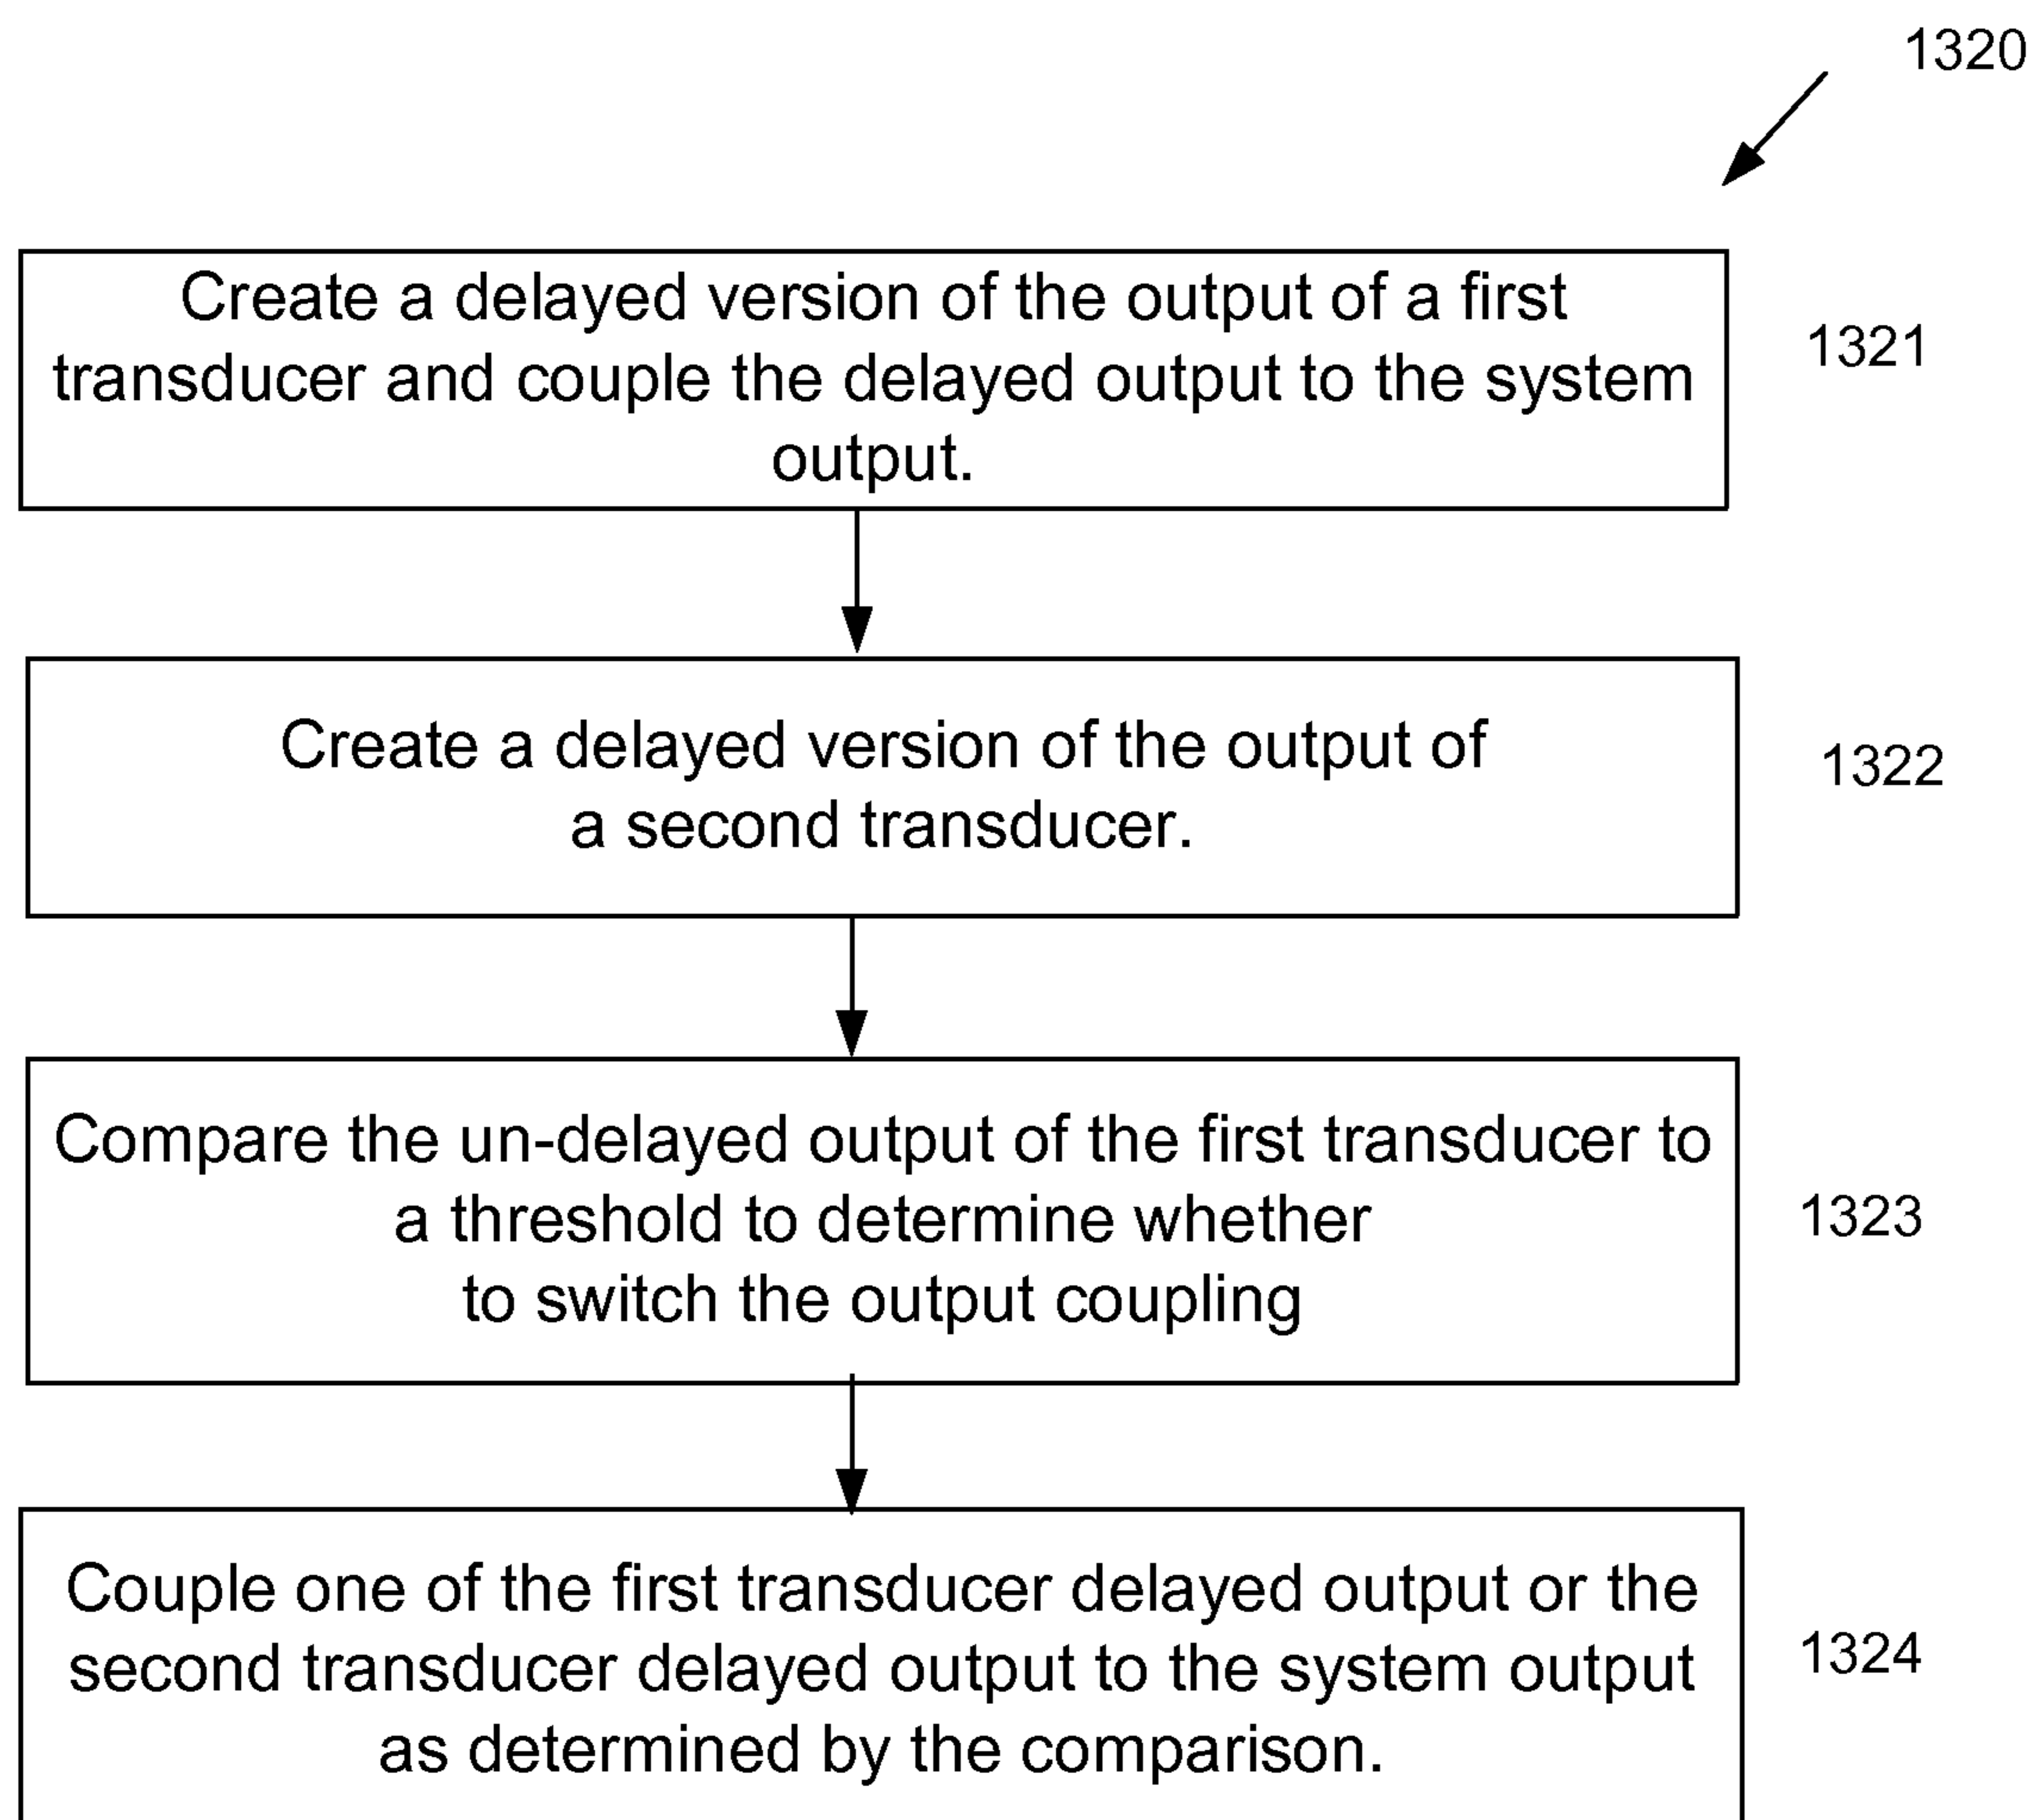 1320
Create a delayed version of the output of a first
transducer and couple the delayed output to the system
output.
1321
Create a delayed version of the output of
a second transducer.
1322
Compare the un-delayed output of the first transducer to
a threshold to determine whether
to switch the output coupling
1323
Couple one of the first transducer delayed output or the
second transducer delayed output to the system output
as determined by the comparison.
1324